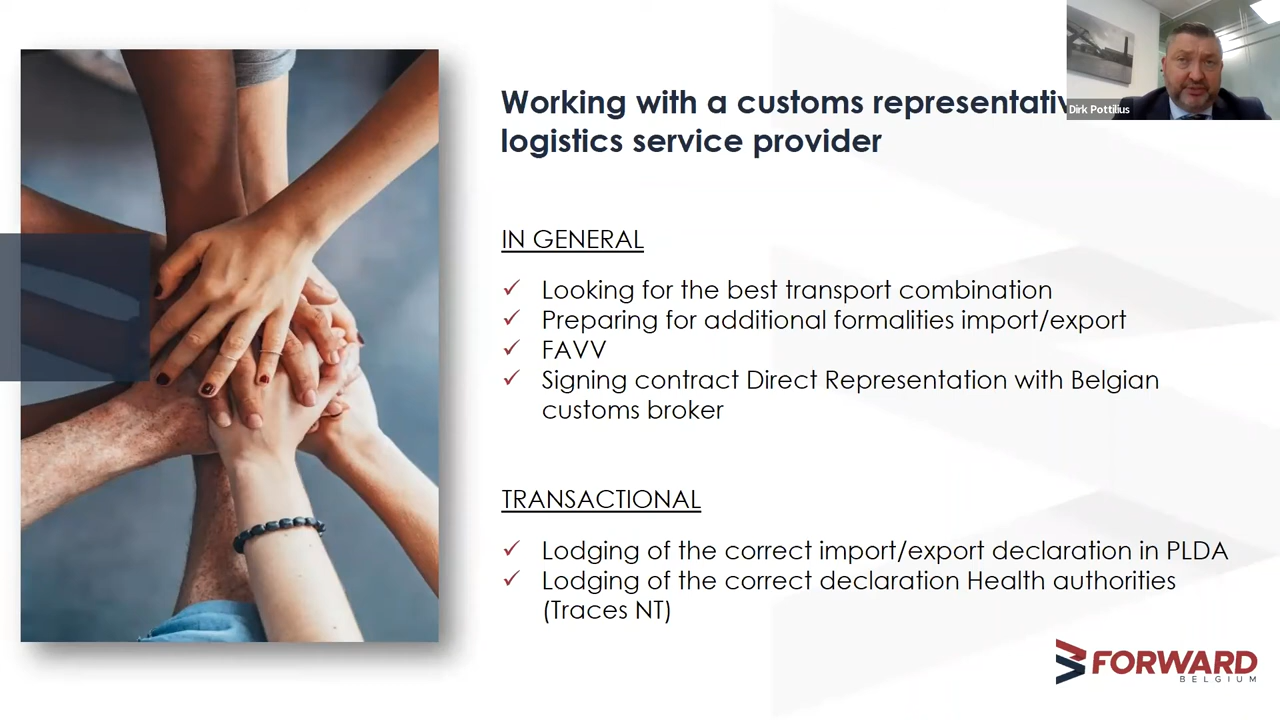 Working with a customs representativ
logistics service provider
Dirk Pottilius
IN GENERAL
✓ Looking for the best transport combination
✓ Preparing for additional formalities import/export
✓ FAVV
✓ Signing contract Direct Representation with Belgian
customs broker
TRANSACTIONAL
✓ Lodging of the correct import/export declaration in PLDA
✓ Lodging of the correct declaration Health authorities
(Traces NT)
FORWARD
BELGIUM